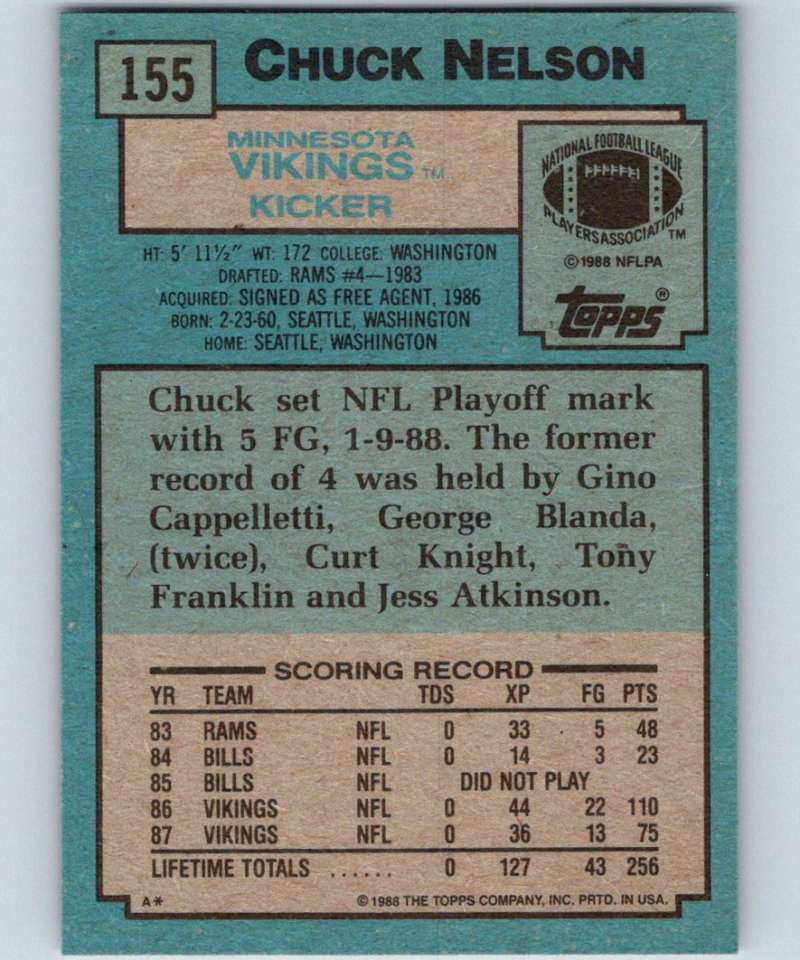 155
CHUCK NELSON
MINNESOTA
VIKINGS™
KICKER
NATIONAL FOOTBALL LEAGUE
PLAYERS ASSOCIATION™
©1988 NFLPA
TOPPS®
HT: 5' 11½" WT: 172 COLLEGE: WASHINGTON
DRAFTED: RAMS #4—1983
ACQUIRED: SIGNED AS FREE AGENT, 1986
BORN: 2-23-60, SEATTLE, WASHINGTON
HOME: SEATTLE, WASHINGTON
Chuck set NFL Playoff mark
with 5 FG, 1-9-88. The former
record of 4 was held by Gino
Cappelletti, George Blanda,
(twice), Curt Knight, Tony
Franklin and Jess Atkinson.
SCORING RECORD
YR TEAM TDS XP FG PTS
83 RAMS NFL 0 33 5 48
84 BILLS NFL 0 14 3 23
85 BILLS NFL DID NOT PLAY
86 VIKINGS NFL 0 44 22 110
87 VIKINGS NFL 0 36 13 75
LIFETIME TOTALS ...... 0 127 43 256
A* ©1988 THE TOPPS COMPANY, INC. PRTD. IN USA.